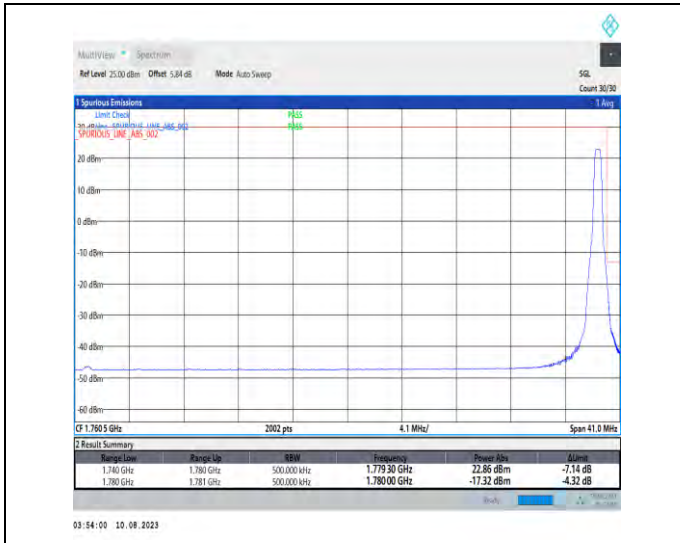 MultiView Spectrum
Ref Level 25.00 dBm Offset 5.84 dB Mode Auto Sweep SGL
Count 30/30
1 Spurious Emissions 1 Avg
Limit Check PASS
SPURIOUS_LINE_ABS_002 PASS
SPURIOUS_LINE_ABS_002
20 dBm
10 dBm
0 dBm
-10 dBm
-20 dBm
-30 dBm
-40 dBm
-50 dBm
-60 dBm
CF 1.7605 GHz 2002 pts 4.1 MHz/ Span 41.0 MHz
2 Result Summary
Range Low Range Up RBW Frequency Power Abs ΔLimit
1.740 GHz 1.780 GHz 500.000 kHz 1.779 30 GHz 22.86 dBm -7.14 dB
1.780 GHz 1.781 GHz 500.000 kHz 1.780 00 GHz -17.32 dBm -4.32 dB
Ready
03:54:00 10.08.2023